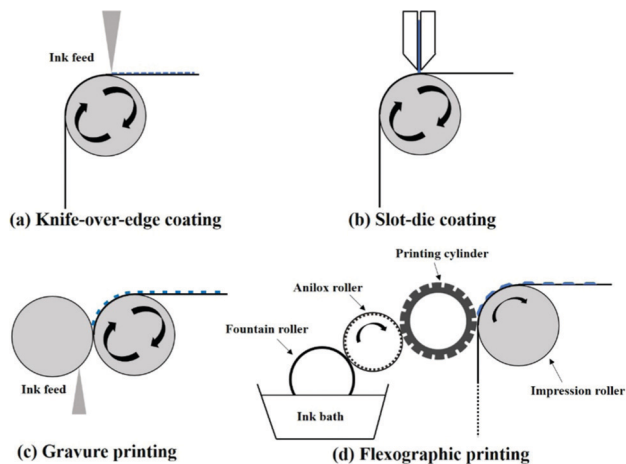 Ink feed
(a) Knife-over-edge coating
(b) Slot-die coating
Printing cylinder
Anilox roller
Fountain roller
Ink feed
Ink bath
Impression roller
(c) Gravure printing
(d) Flexographic printing